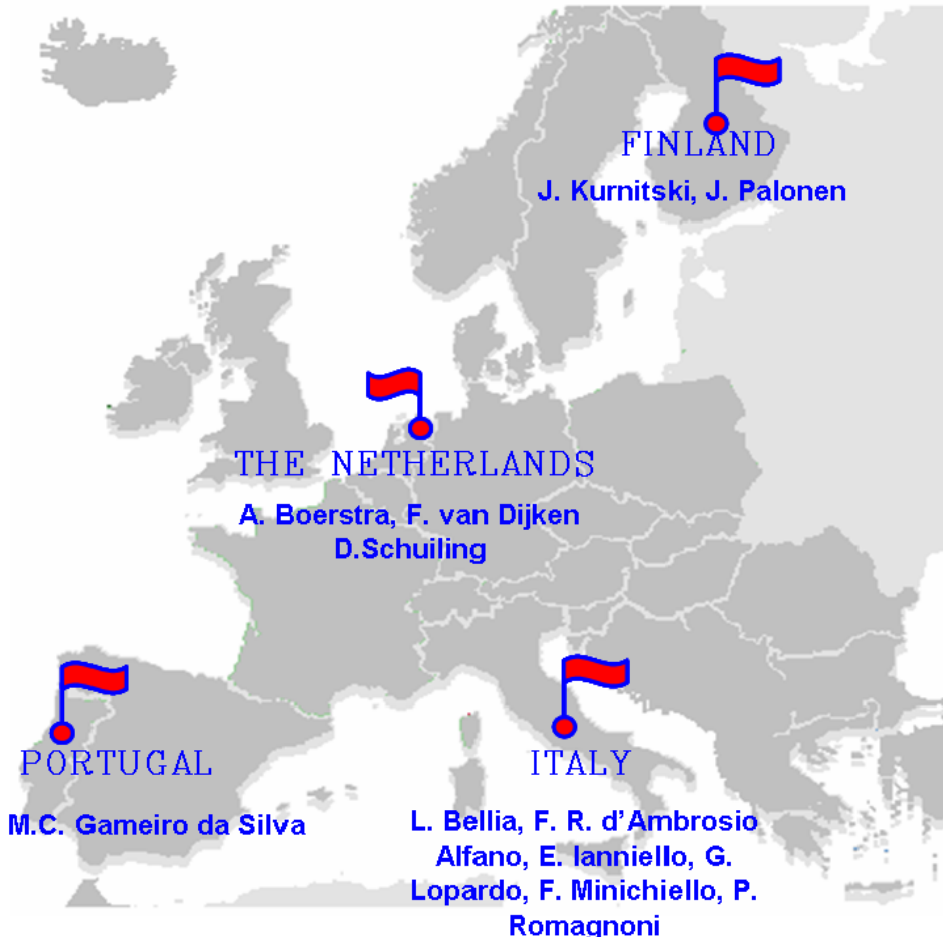 FINLAND
J. Kurnitski, J. Palonen
THE NETHERLANDS
A. Boerstra, F. van Dijken
D.Schuiling
PORTUGAL
M.C. Gameiro da Silva
ITALY
L. Bellia, F. R. d’Ambrosio
Alfano, E. Ianniello, G.
Lopardo, F. Minichiello, P.
Romagnoni